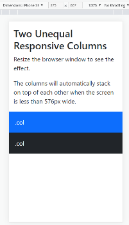 Two Unequal
Responsive Columns
Resize the browser window to see the
effect.
The columns will automatically stack
on top of each other when the screen
is less than 576px wide.
.col
.col